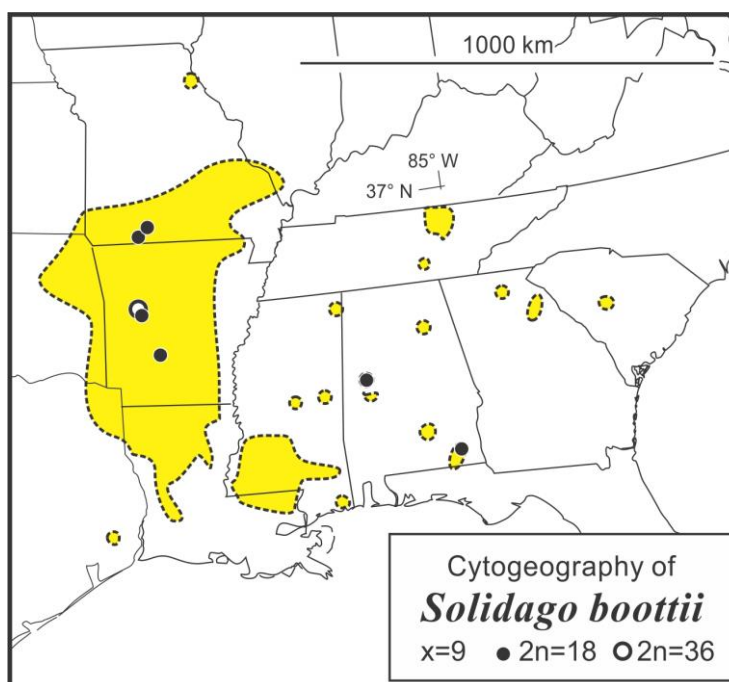 1000 km
85° W
37° N
Cytogeography of
Solidago boottii
x=9 ● 2n=18 ○ 2n=36